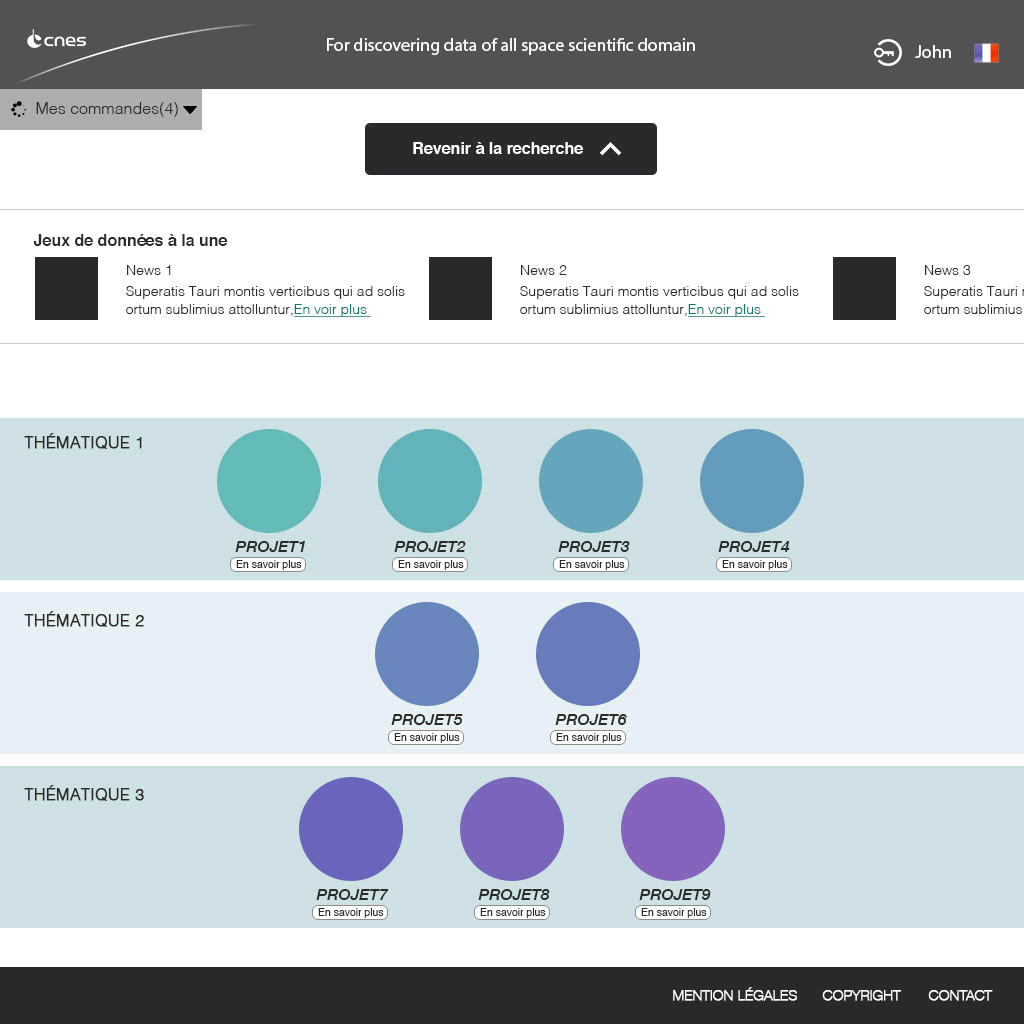 cnes
For discovering data of all space scientific domain
John
Mes commandes(4)
Revenir à la recherche
Jeux de données à la une
News 1
Superatis Tauri montis verticibus qui ad solis
ortum sublimius attolluntur,En voir plus
News 2
Superatis Tauri montis verticibus qui ad solis
ortum sublimius attolluntur,En voir plus
News 3
Superatis Tauri
ortum sublimius
THÉMATIQUE 1
PROJET1
En savoir plus
PROJET2
En savoir plus
PROJET3
En savoir plus
PROJET4
En savoir plus
THÉMATIQUE 2
PROJET5
En savoir plus
PROJET6
En savoir plus
THÉMATIQUE 3
PROJET7
En savoir plus
PROJET8
En savoir plus
PROJET9
En savoir plus
MENTION LÉGALES
COPYRIGHT
CONTACT